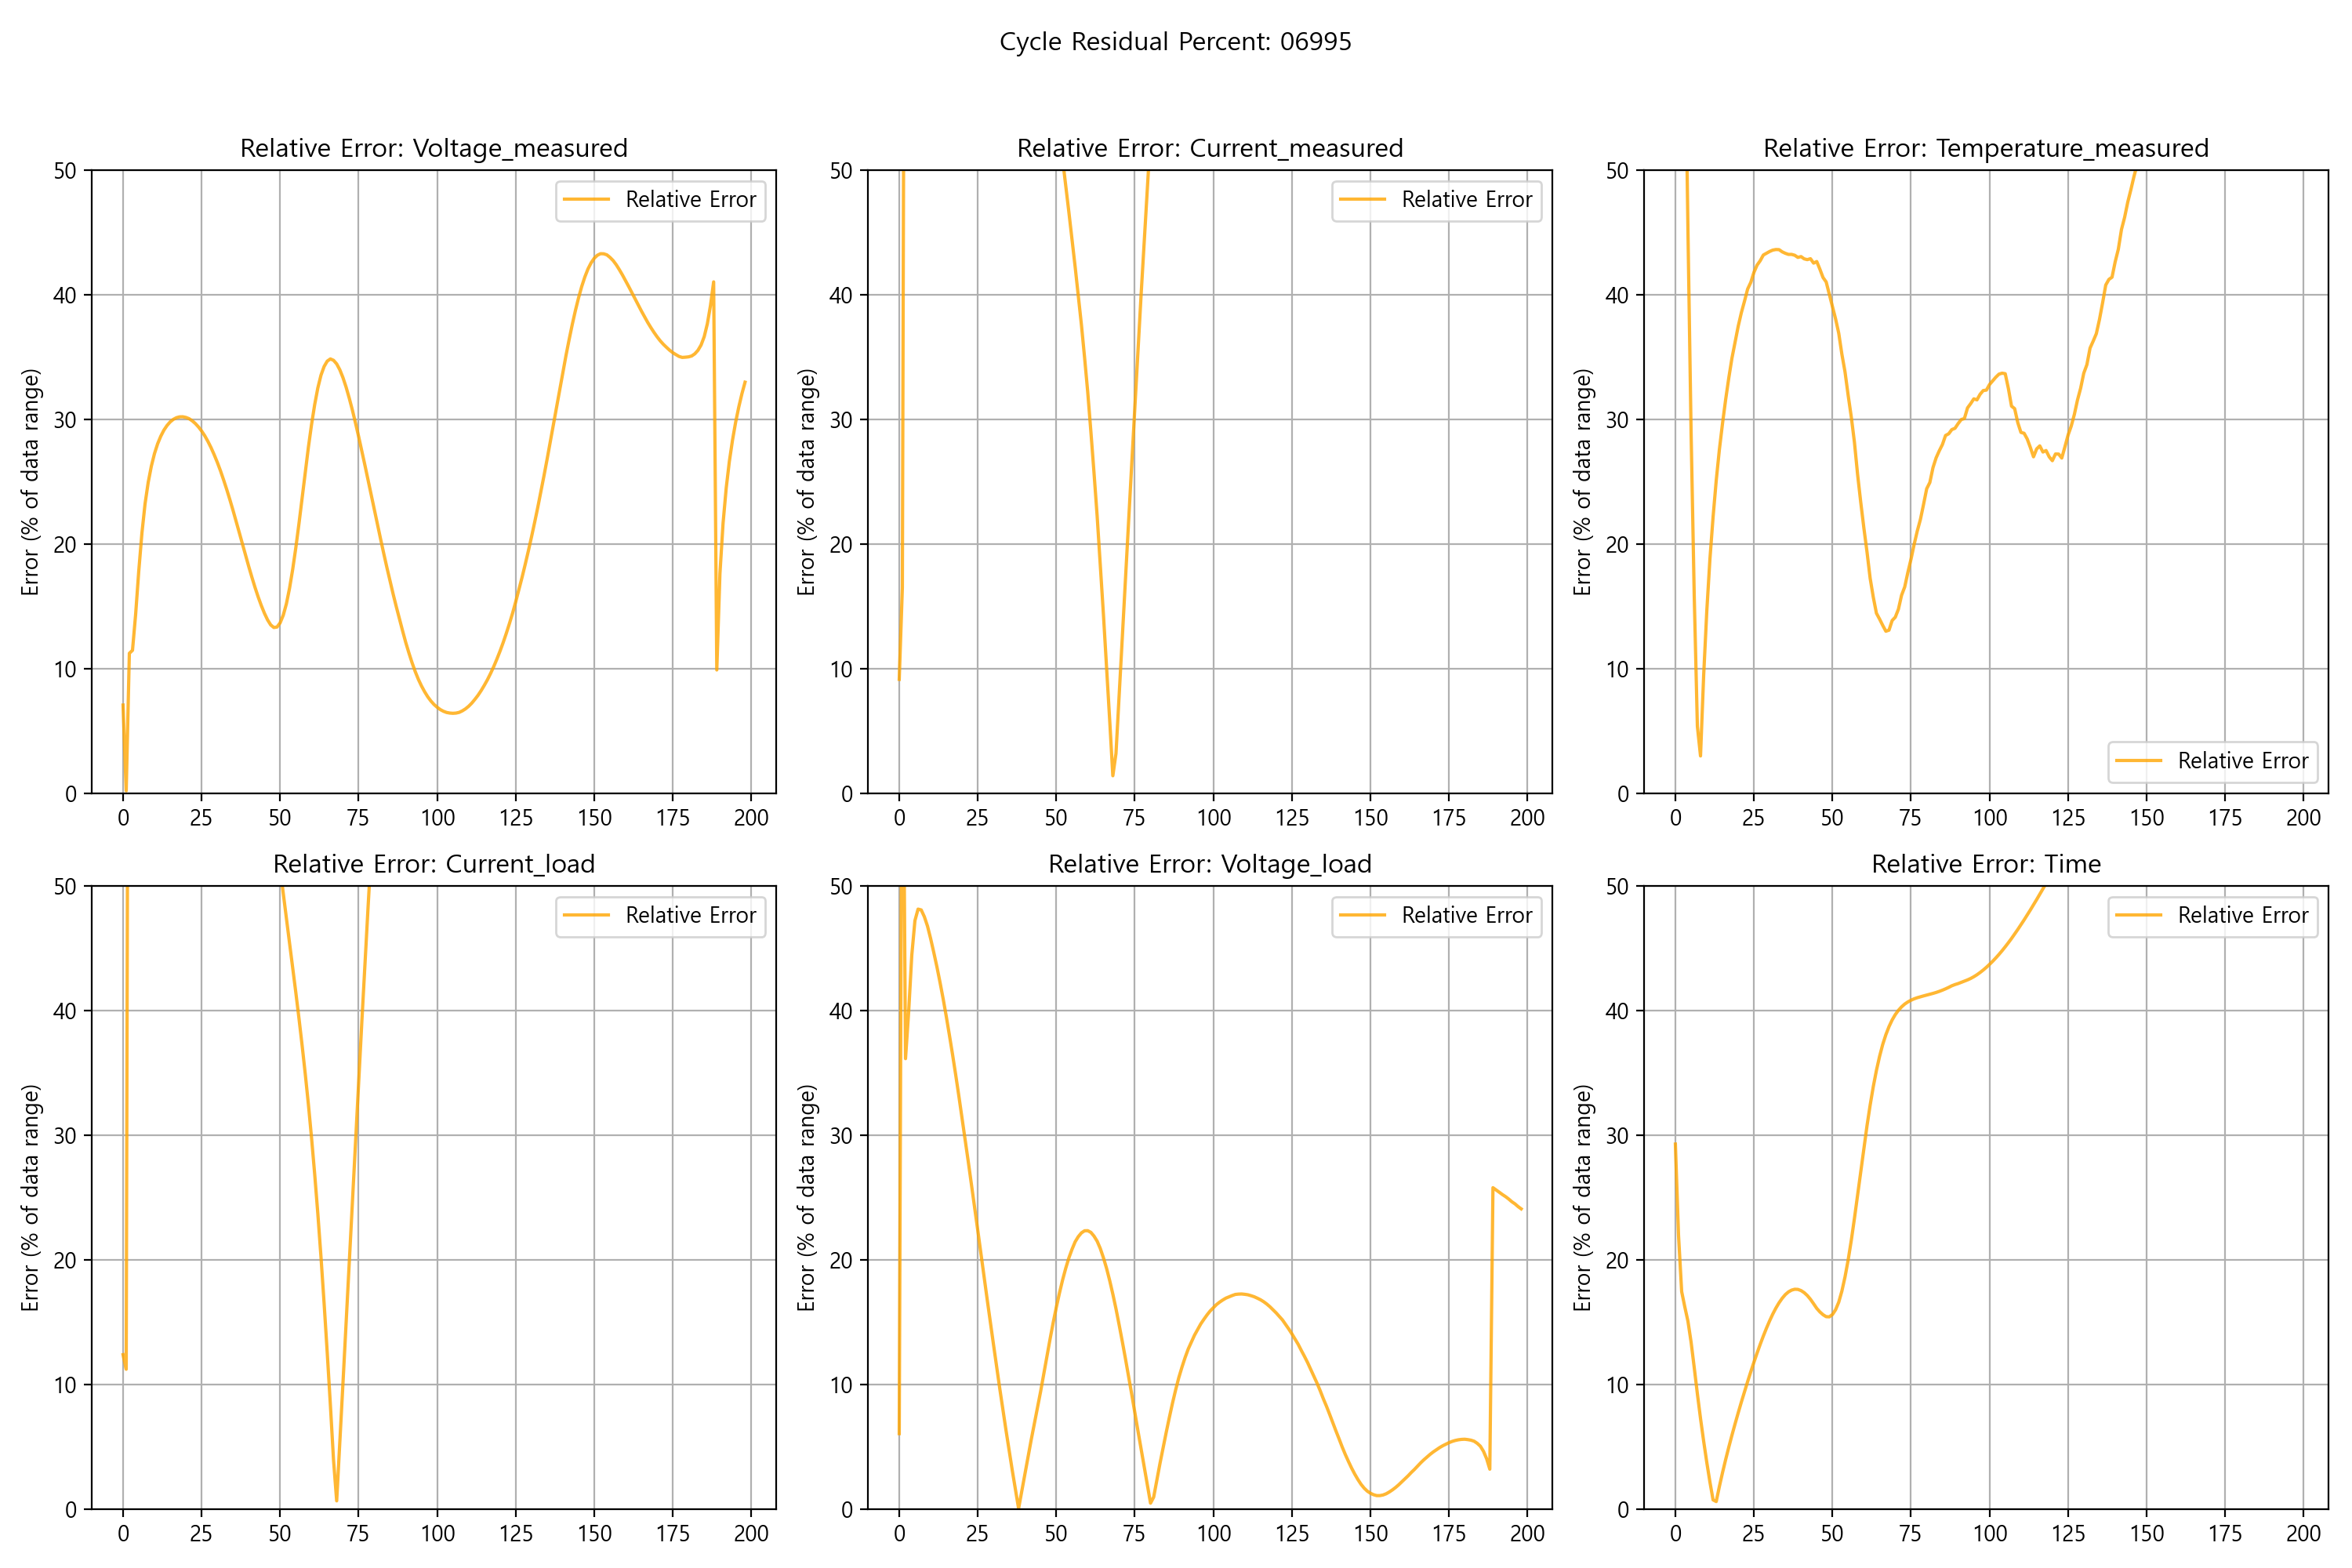 Cycle Residual Percent: 06995
Relative Error: Voltage_measured
Error (% of data range)
50
40
30
20
10
0
0 25 50 75 100 125 150 175 200
Relative Error
Relative Error: Current_measured
Error (% of data range)
50
40
30
20
10
0
0 25 50 75 100 125 150 175 200
Relative Error
Relative Error: Temperature_measured
Error (% of data range)
50
40
30
20
10
0
0 25 50 75 100 125 150 175 200
Relative Error
Relative Error: Current_load
Error (% of data range)
50
40
30
20
10
0
0 25 50 75 100 125 150 175 200
Relative Error
Relative Error: Voltage_load
Error (% of data range)
50
40
30
20
10
0
0 25 50 75 100 125 150 175 200
Relative Error
Relative Error: Time
Error (% of data range)
50
40
30
20
10
0
0 25 50 75 100 125 150 175 200
Relative Error